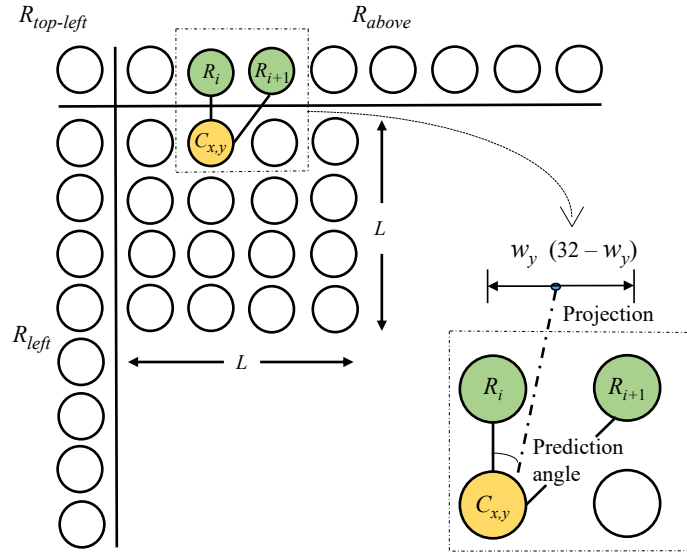 R_top-left
R_above
R_i
R_i+1
C_x,y
L
w_y (32 – w_y)
Projection
R_left
L
R_i
R_i+1
Prediction
angle
C_x,y